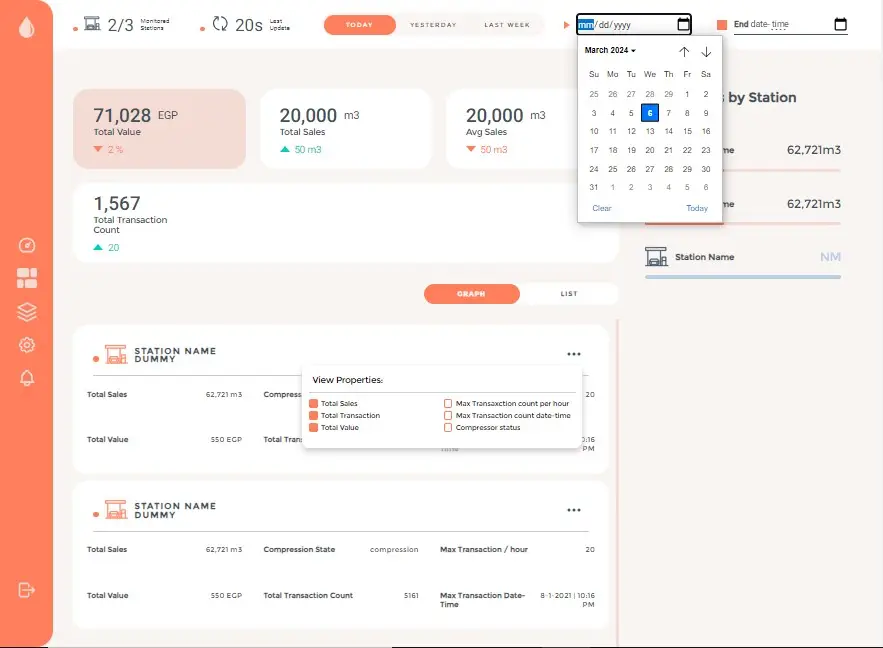 2/3 Monitored Stations
20s Last Update
TODAY YESTERDAY LAST WEEK
mm/dd/yyyy
End date- time
March 2024
Su Mo Tu We Th Fr Sa
25 26 27 28 29 1 2
3 4 5 6 7 8 9
10 11 12 13 14 15 16
17 18 19 20 21 22 23
24 25 26 27 28 29 30
31 1 2 3 4 5 6
Clear Today
71,028 EGP
Total Value
2 %
20,000 m3
Total Sales
50 m3
20,000 m3
Avg Sales
50 m3
1,567
Total Transaction
Count
20
by Station
62,721m3
62,721m3
Station Name NM
GRAPH LIST
STATION NAME
DUMMY
Total Sales 62,721 m3 20
Total Value 550 EGP
PM
View Properties:
Total Sales
Total Transaction
Total Value
Max Transaxction count per hour
Max Transaction count date-time
Compressor status
STATION NAME
DUMMY
Total Sales 62,721 m3 Compression State compression Max Transaction / hour 20
Total Value 550 EGP Total Transaction Count 5161 Max Transaction Date-Time 8-1-2021 | 10:16 PM